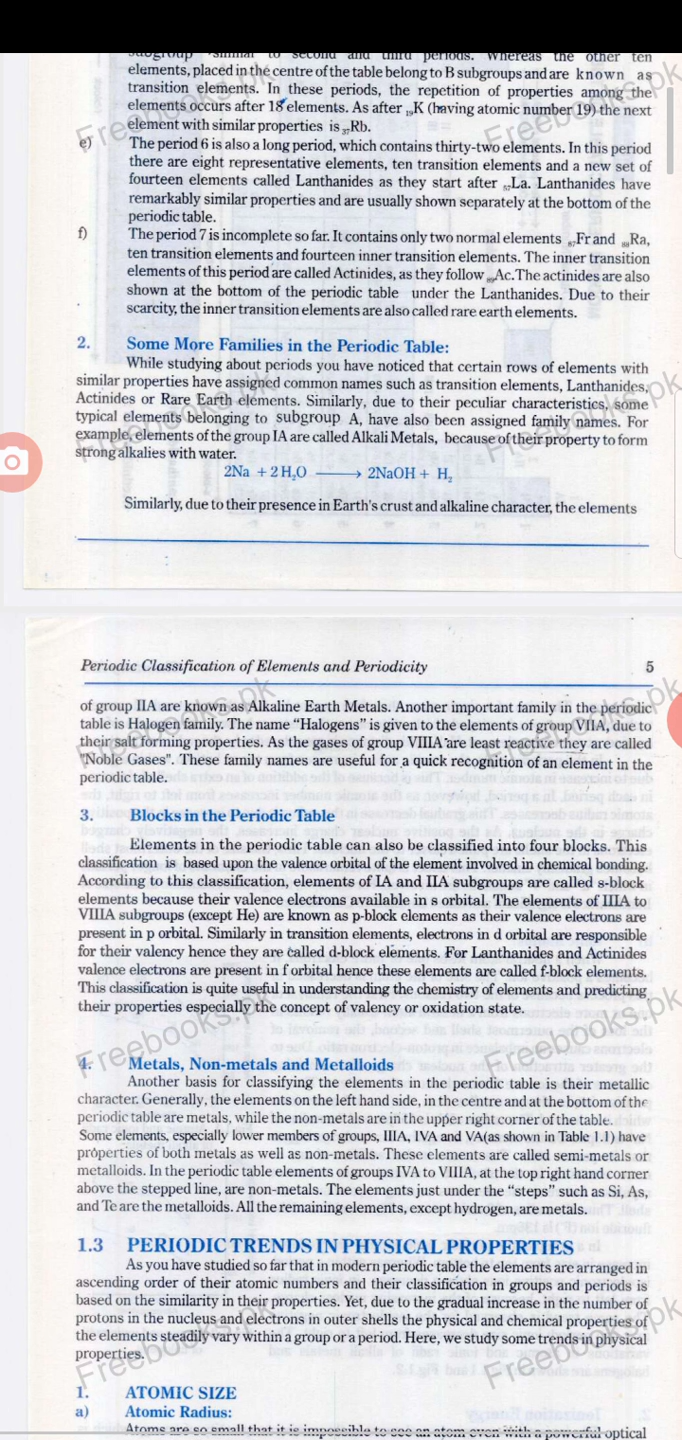 subgroup similar to second and third periods. Whereas the other ten
elements, placed in the centre of the table belong to B subgroups and are known as
transition elements. In these periods, the repetition of properties among the
elements occurs after 18 elements. As after ₁₉K (having atomic number 19) the next
element with similar properties is ₃₇Rb.
e) The period 6 is also a long period, which contains thirty-two elements. In this period
there are eight representative elements, ten transition elements and a new set of
fourteen elements called Lanthanides as they start after ₅₇La. Lanthanides have
remarkably similar properties and are usually shown separately at the bottom of the
periodic table.
f) The period 7 is incomplete so far. It contains only two normal elements ₈₇Fr and ₈₈Ra,
ten transition elements and fourteen inner transition elements. The inner transition
elements of this period are called Actinides, as they follow ₈₉Ac.The actinides are also
shown at the bottom of the periodic table under the Lanthanides. Due to their
scarcity, the inner transition elements are also called rare earth elements.
2. Some More Families in the Periodic Table:
While studying about periods you have noticed that certain rows of elements with
similar properties have assigned common names such as transition elements, Lanthanides,
Actinides or Rare Earth elements. Similarly, due to their peculiar characteristics, some
typical elements belonging to subgroup A, have also been assigned family names. For
example, elements of the group IA are called Alkali Metals, because of their property to form
strong alkalies with water.
2Na + 2 H₂O ⟶ 2NaOH + H₂
Similarly, due to their presence in Earth's crust and alkaline character, the elements
Periodic Classification of Elements and Periodicity 5
of group IIA are known as Alkaline Earth Metals. Another important family in the periodic
table is Halogen family. The name “Halogens” is given to the elements of group VIIA, due to
their salt forming properties. As the gases of group VIIIA are least reactive they are called
"Noble Gases". These family names are useful for a quick recognition of an element in the
periodic table.
3. Blocks in the Periodic Table
Elements in the periodic table can also be classified into four blocks. This
classification is based upon the valence orbital of the element involved in chemical bonding.
According to this classification, elements of IA and IIA subgroups are called s-block
elements because their valence electrons available in s orbital. The elements of IIIA to
VIIIA subgroups (except He) are known as p-block elements as their valence electrons are
present in p orbital. Similarly in transition elements, electrons in d orbital are responsible
for their valency hence they are called d-block elements. For Lanthanides and Actinides
valence electrons are present in f orbital hence these elements are called f-block elements.
This classification is quite useful in understanding the chemistry of elements and predicting
their properties especially the concept of valency or oxidation state.
4. Metals, Non-metals and Metalloids
Another basis for classifying the elements in the periodic table is their metallic
character. Generally, the elements on the left hand side, in the centre and at the bottom of the
periodic table are metals, while the non-metals are in the upper right corner of the table.
Some elements, especially lower members of groups, IIIA, IVA and VA(as shown in Table 1.1) have
properties of both metals as well as non-metals. These elements are called semi-metals or
metalloids. In the periodic table elements of groups IVA to VIIIA, at the top right hand corner
above the stepped line, are non-metals. The elements just under the “steps” such as Si, As,
and Te are the metalloids. All the remaining elements, except hydrogen, are metals.
1.3 PERIODIC TRENDS IN PHYSICAL PROPERTIES
As you have studied so far that in modern periodic table the elements are arranged in
ascending order of their atomic numbers and their classification in groups and periods is
based on the similarity in their properties. Yet, due to the gradual increase in the number of
protons in the nucleus and electrons in outer shells the physical and chemical properties of
the elements steadily vary within a group or a period. Here, we study some trends in physical
properties.
1. ATOMIC SIZE
a) Atomic Radius:
Atoms are so small that it is impossible to see an atom even with a powerful optical
Freebooks.pk